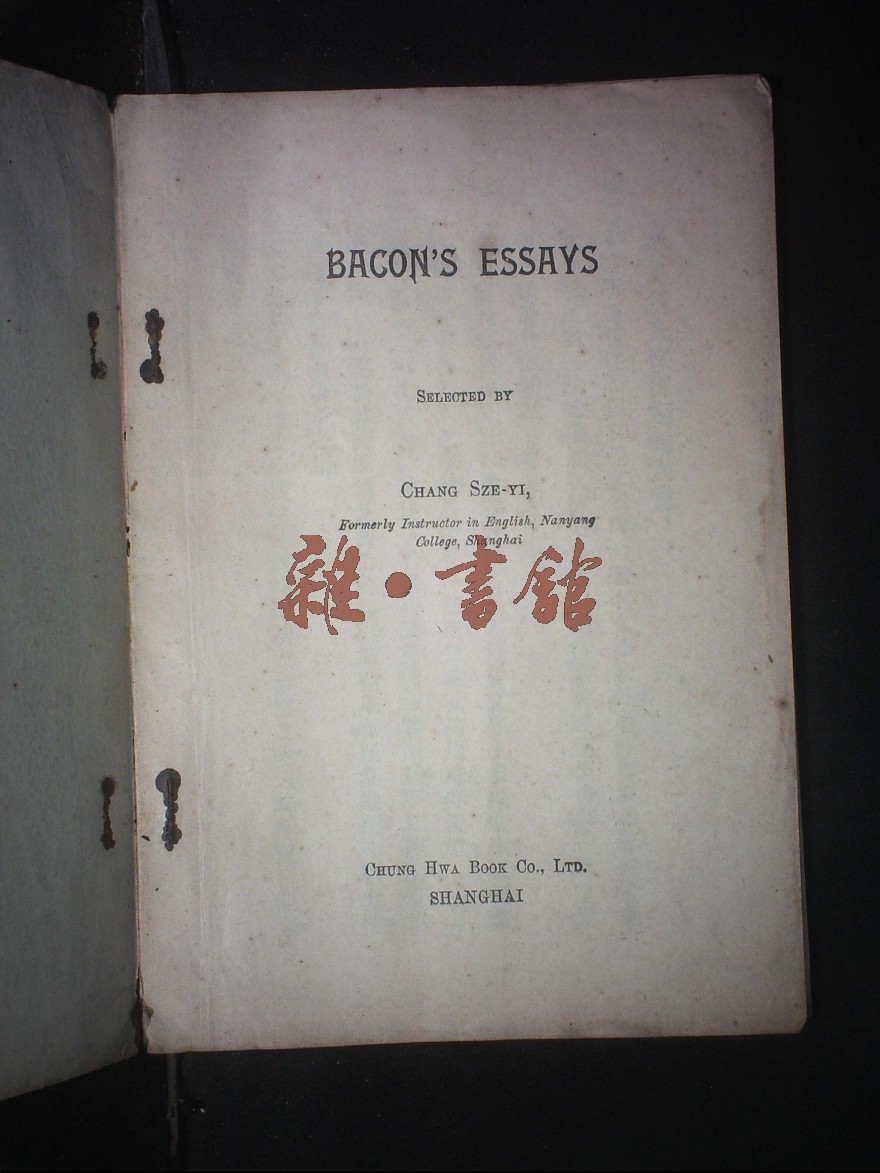 BACON'S ESSAYS
SELECTED BY
CHANG SZE-YI,
Formerly Instructor in English, Nanyang
College, Shanghai
雜·書館
CHUNG HWA BOOK CO., LTD.
SHANGHAI